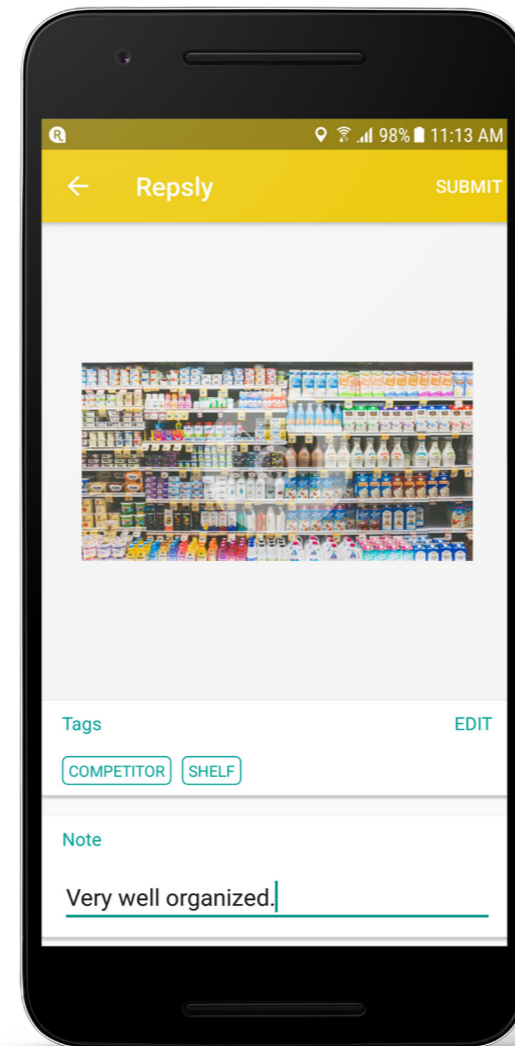 R
98% 11:13 AM
Repsly SUBMIT
Tags EDIT
COMPETITOR SHELF
Note
Very well organized.